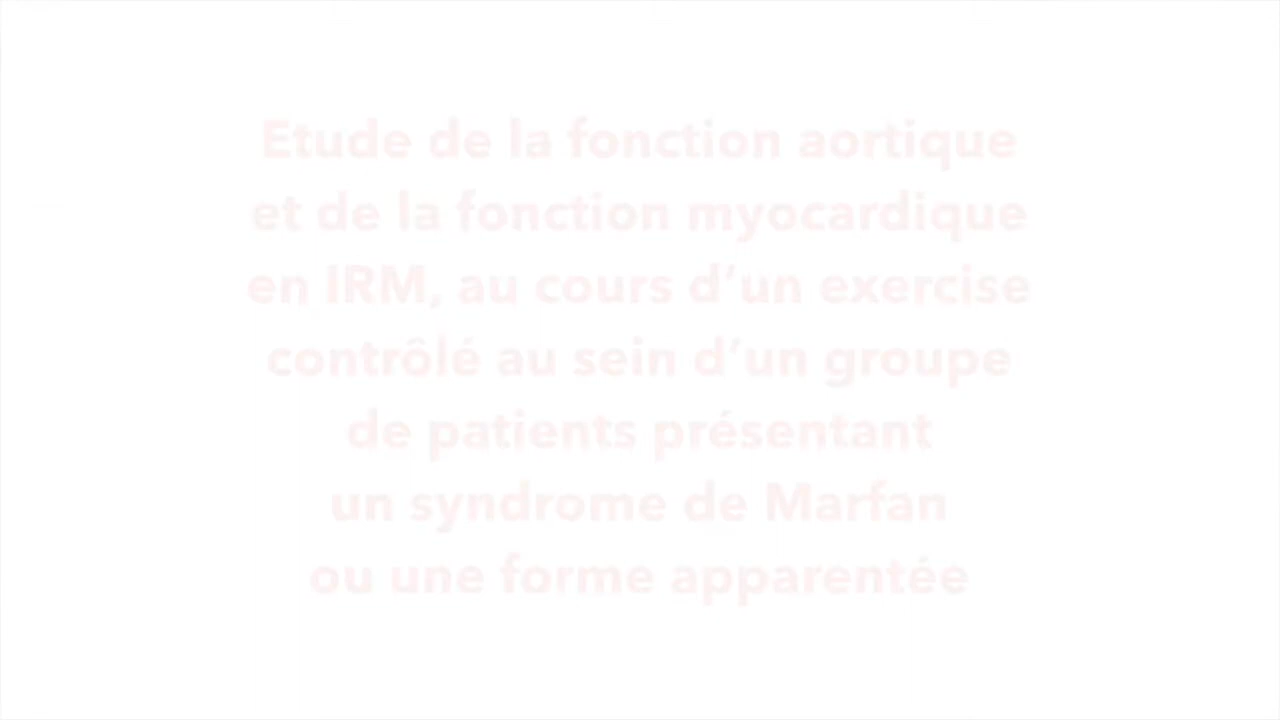 Etude de la fonction aortique
et de la fonction myocardique
en IRM, au cours d’un exercise
contrôlé au sein d’un groupe
de patients présentant
un syndrome de Marfan
ou une forme apparentée